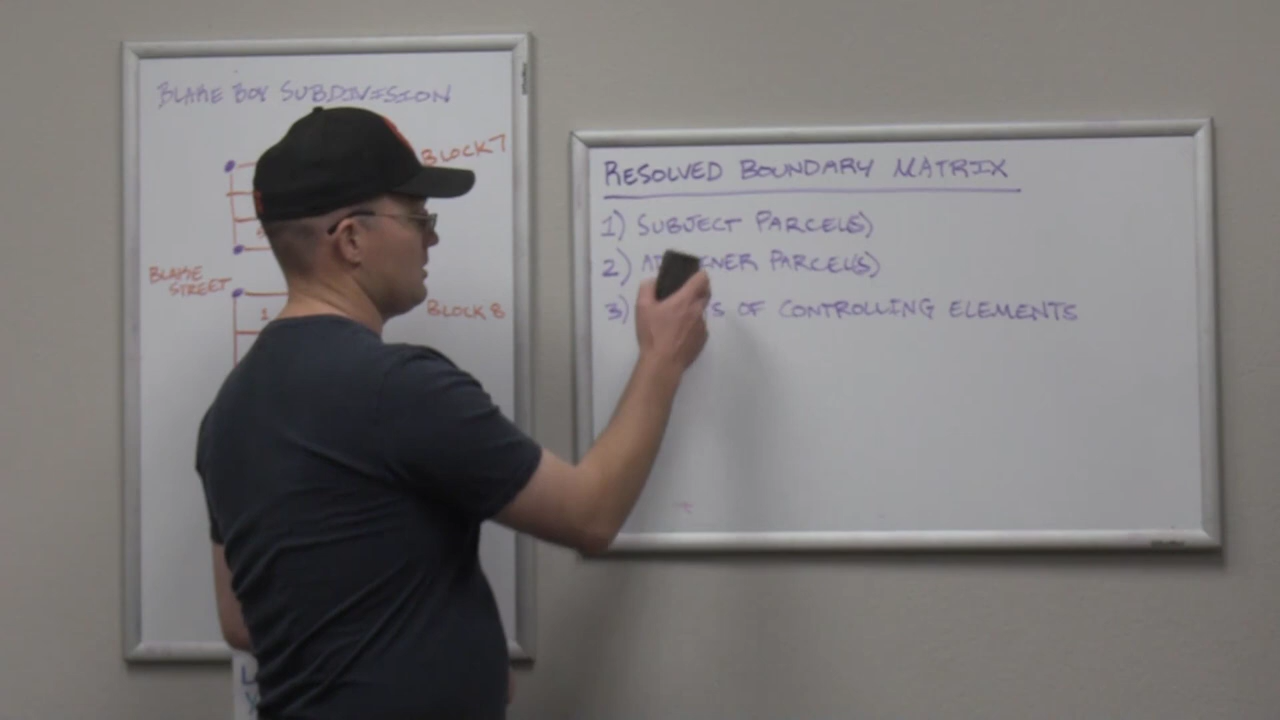 BLAKE BOY SUBDIVISION
BLOCK 7
BLAKE
STREET
1
BLOCK 8
RESOLVED BOUNDARY MATRIX
1) SUBJECT PARCEL(S)
2) PARCEL(S)
3) OF CONTROLLING ELEMENTS